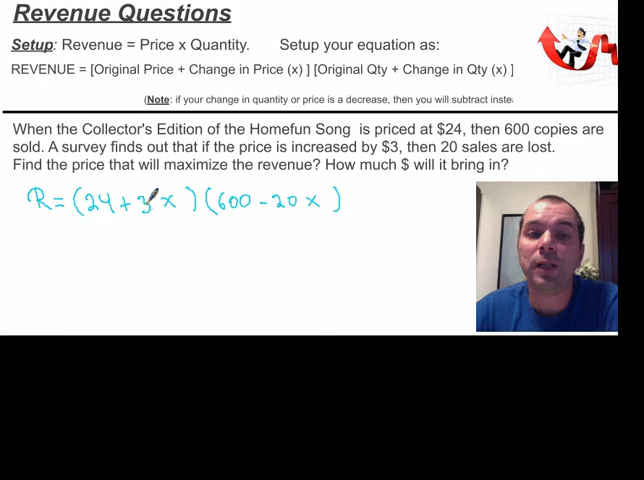 Revenue Questions
Setup: Revenue = Price x Quantity. Setup your equation as:
REVENUE = [Original Price + Change in Price (x) ] [Original Qty + Change in Qty (x) ]
(Note: if your change in quantity or price is a decrease, then you will subtract
When the Collector's Edition of the Homefun Song is priced at $24, then 600 copies are
sold. A survey finds out that if the price is increased by $3, then 20 sales are lost.
Find the price that will maximize the revenue? How much $ will it bring in?
R = (24 + 3x) (600 - 20x)